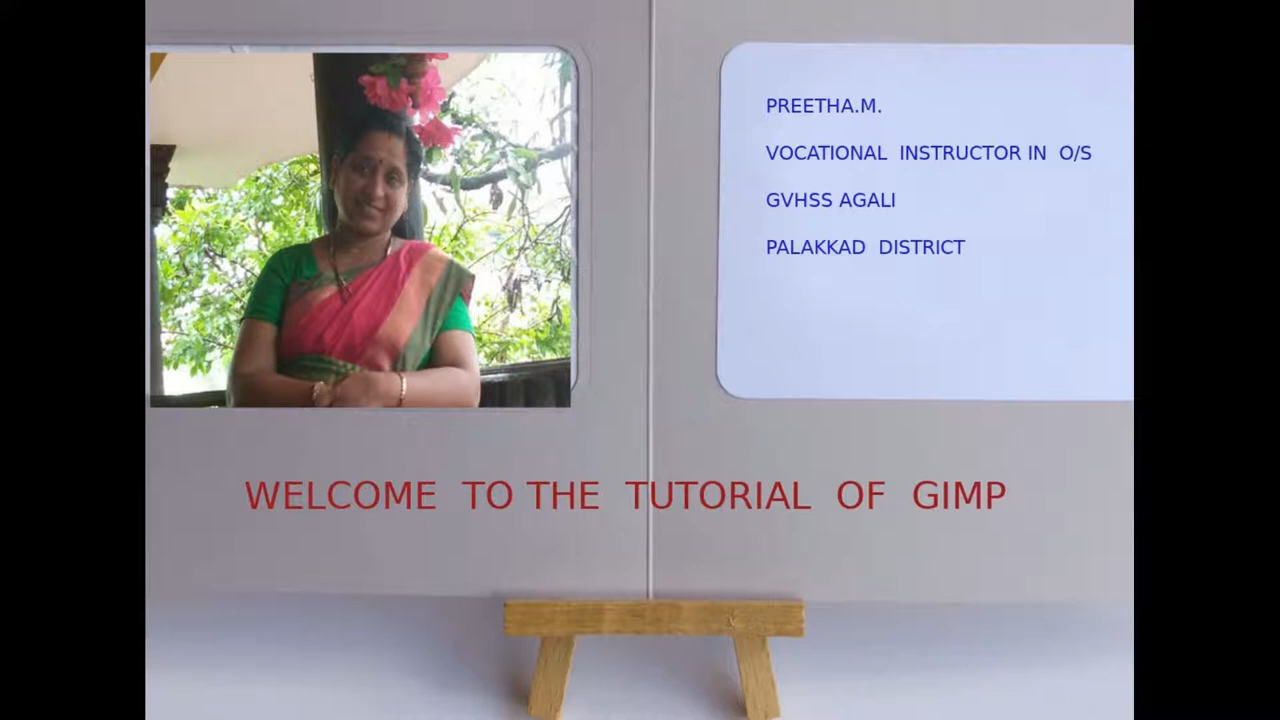 PREETHA.M.
VOCATIONAL INSTRUCTOR IN O/S
GVHSS AGALI
PALAKKAD DISTRICT
WELCOME TO THE TUTORIAL OF GIMP